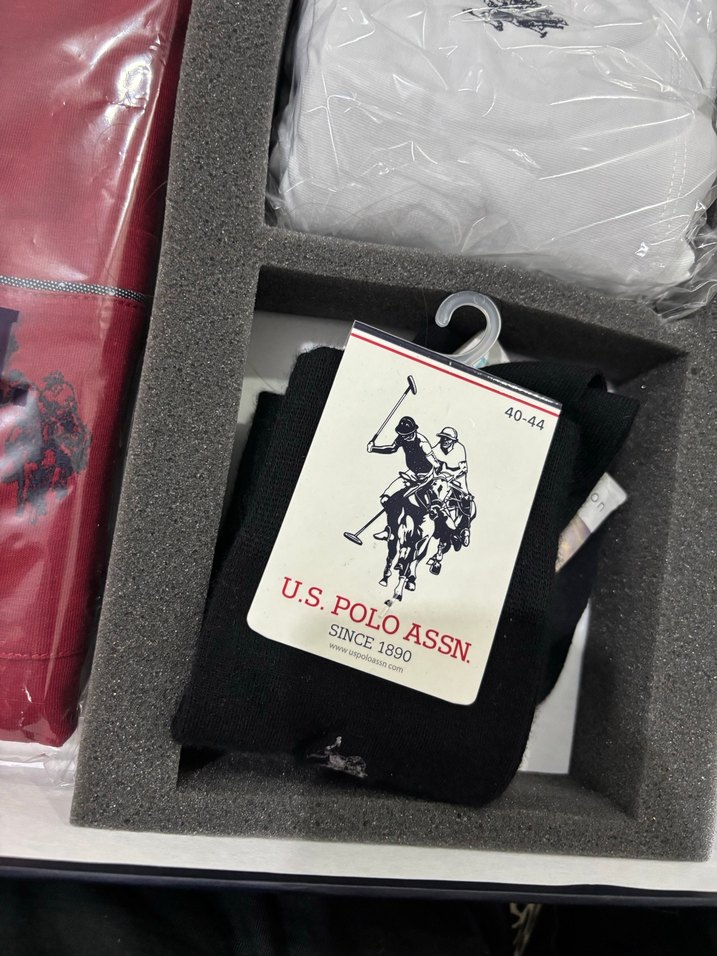 40-44
U.S. POLO ASSN.
SINCE 1890
www.uspoloassn.com